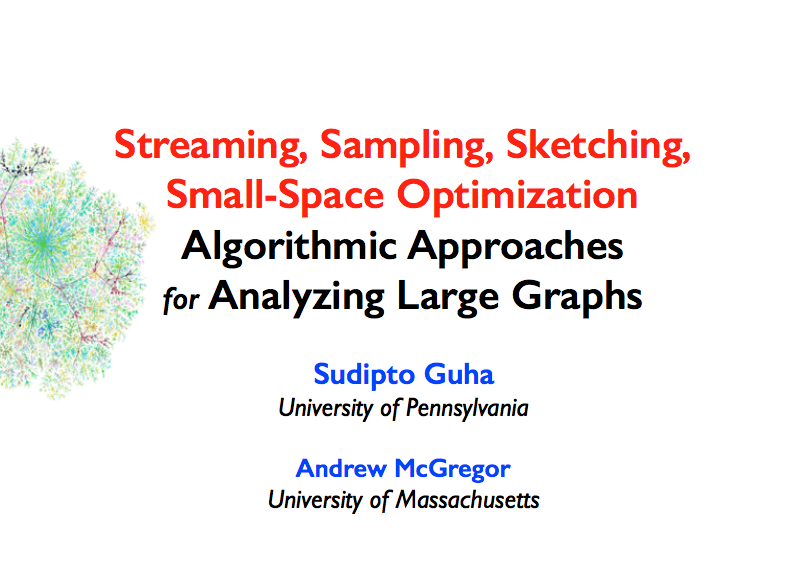 Streaming, Sampling, Sketching,
Small-Space Optimization
Algorithmic Approaches
for Analyzing Large Graphs
Sudipto Guha
University of Pennsylvania
Andrew McGregor
University of Massachusetts